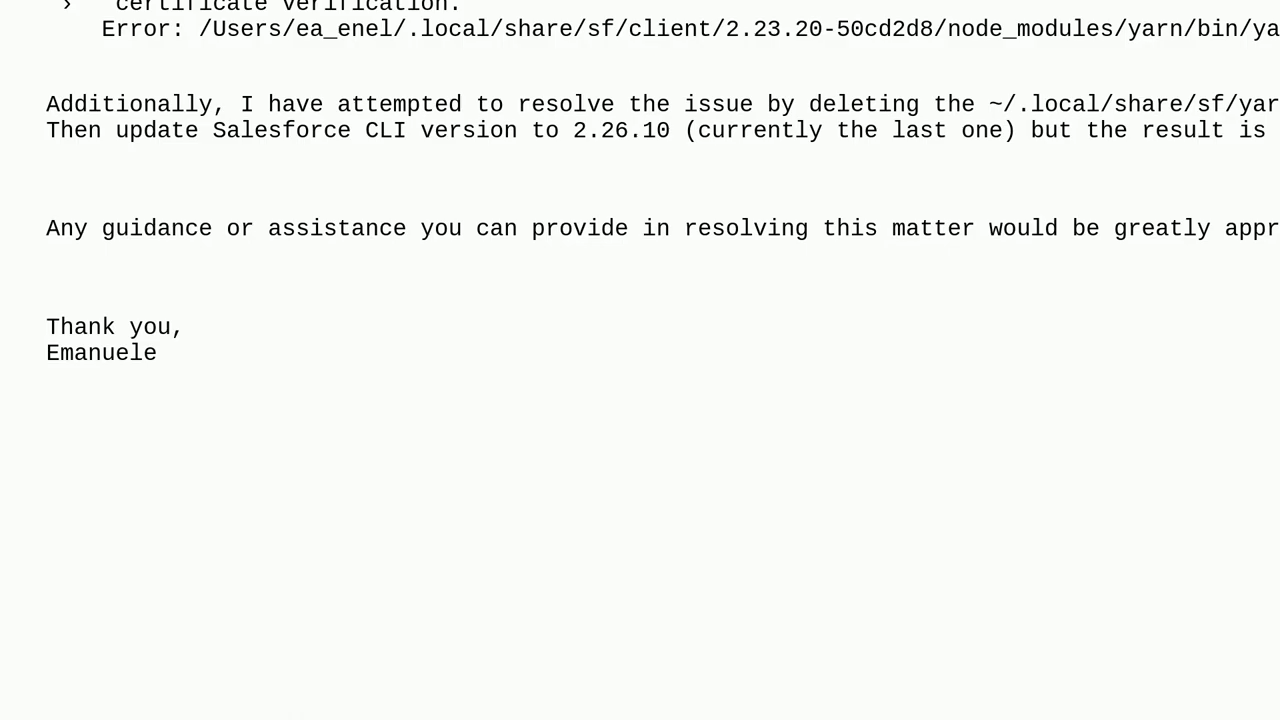 › certificate verification.
Error: /Users/ea_enel/.local/share/sf/client/2.23.20-50cd2d8/node_modules/yarn/bin/ya
Additionally, I have attempted to resolve the issue by deleting the ~/.local/share/sf/yar
Then update Salesforce CLI version to 2.26.10 (currently the last one) but the result is
Any guidance or assistance you can provide in resolving this matter would be greatly appr
Thank you,
Emanuele